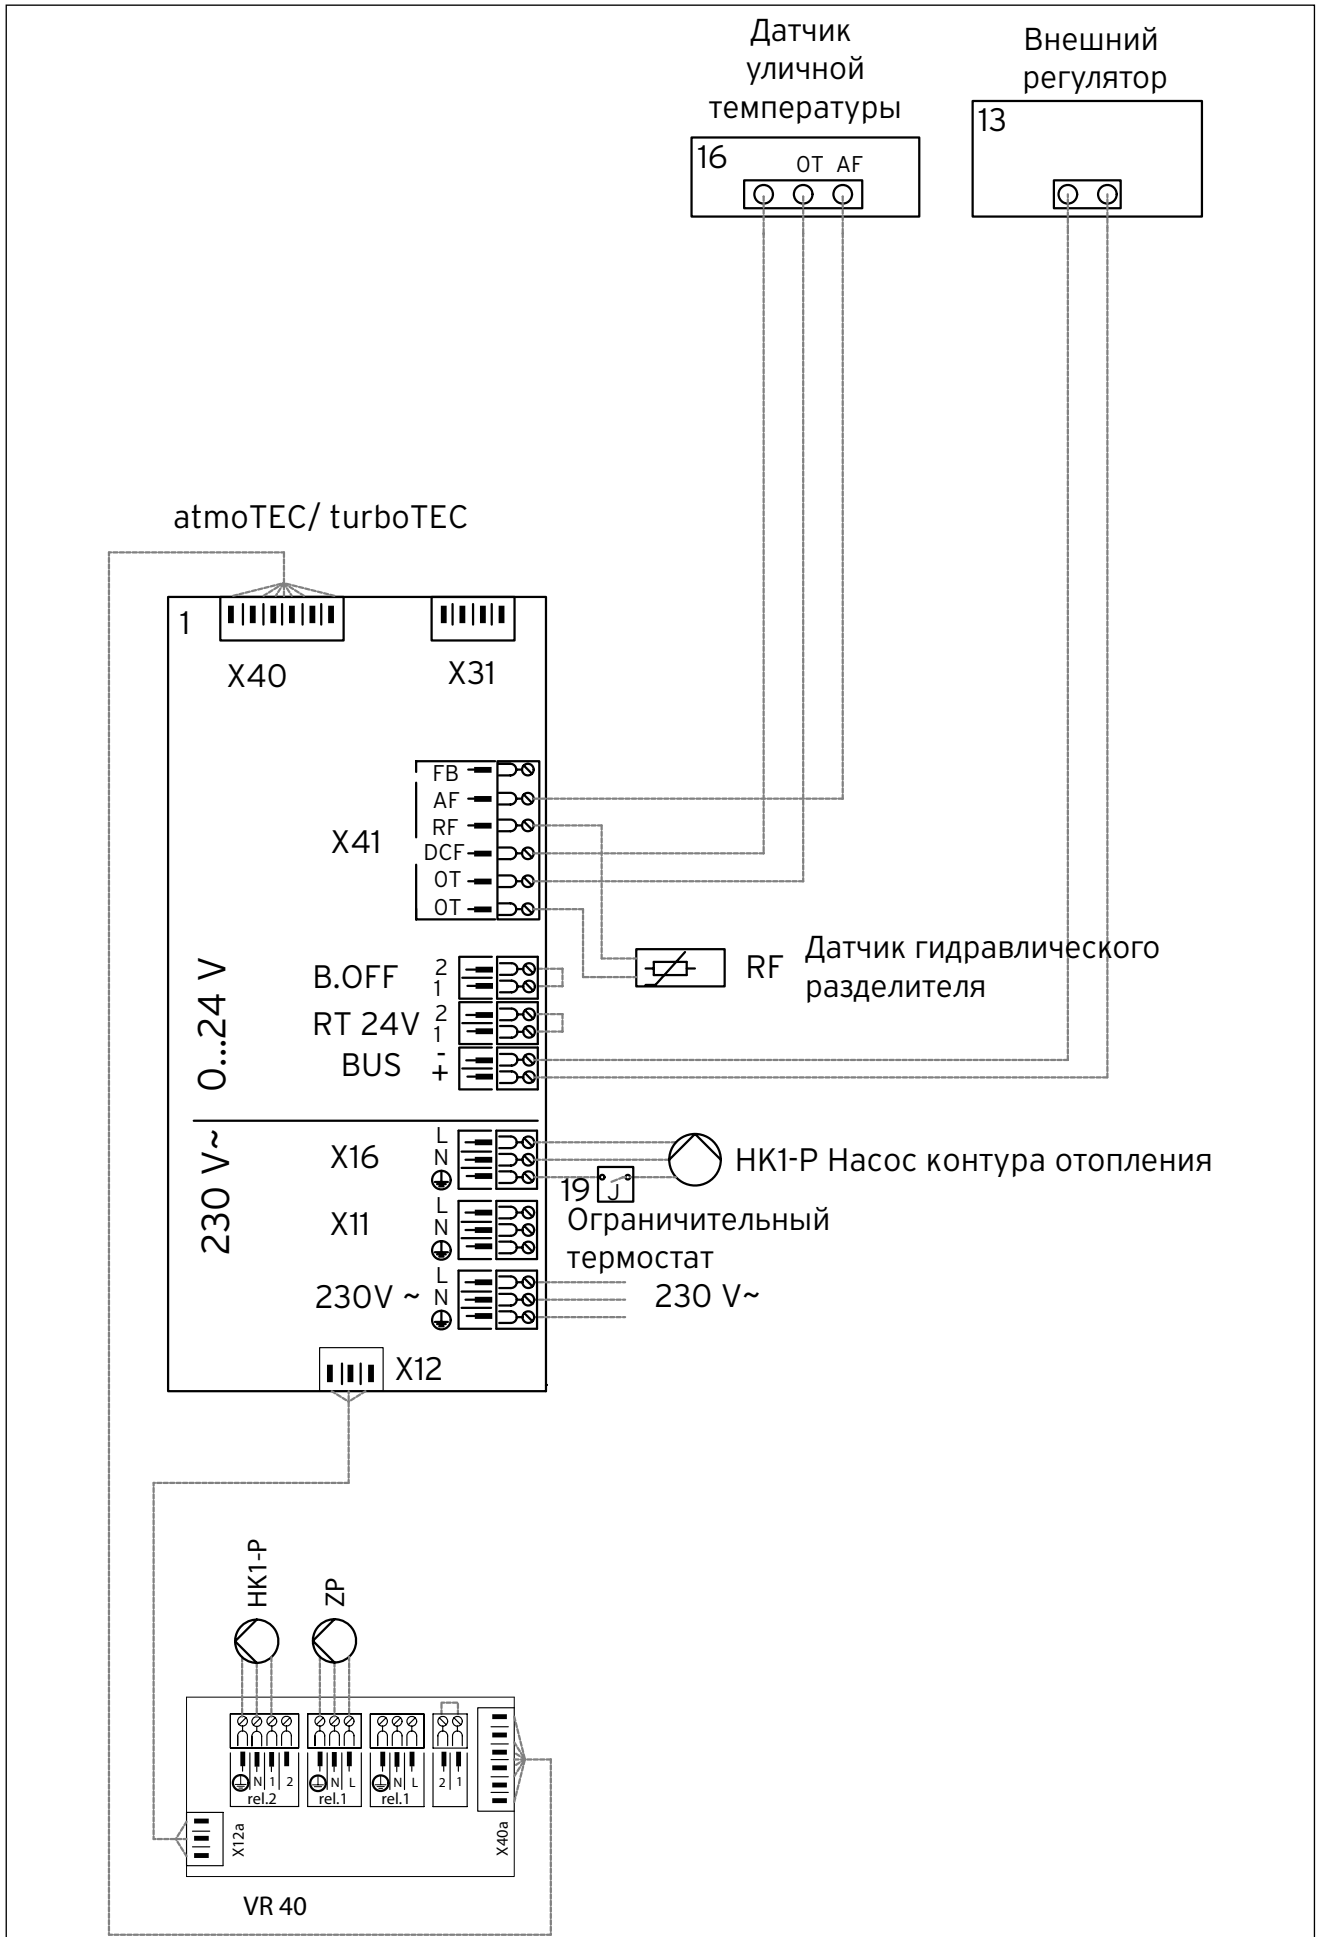 Датчик
уличной
температуры
Внешний
регулятор
16
OT AF
13
atmoTEC/ turboTEC
1
X40
X31
X41
FB
AF
RF
DCF
OT
OT
RF
Датчик гидравлического
разделителя
0...24 V
B.OFF
2
1
RT 24V
2
1
BUS
-
+
230 V~
X16
L
N
HK1-P Насос контура отопления
19
J
Ограничительный
термостат
X11
L
N
230V ~
L
N
230 V~
X12
HK1-P
ZP
N 1 2
rel.2
N L
rel.1
N L
rel.1
2 1
X12a
X40a
VR 40